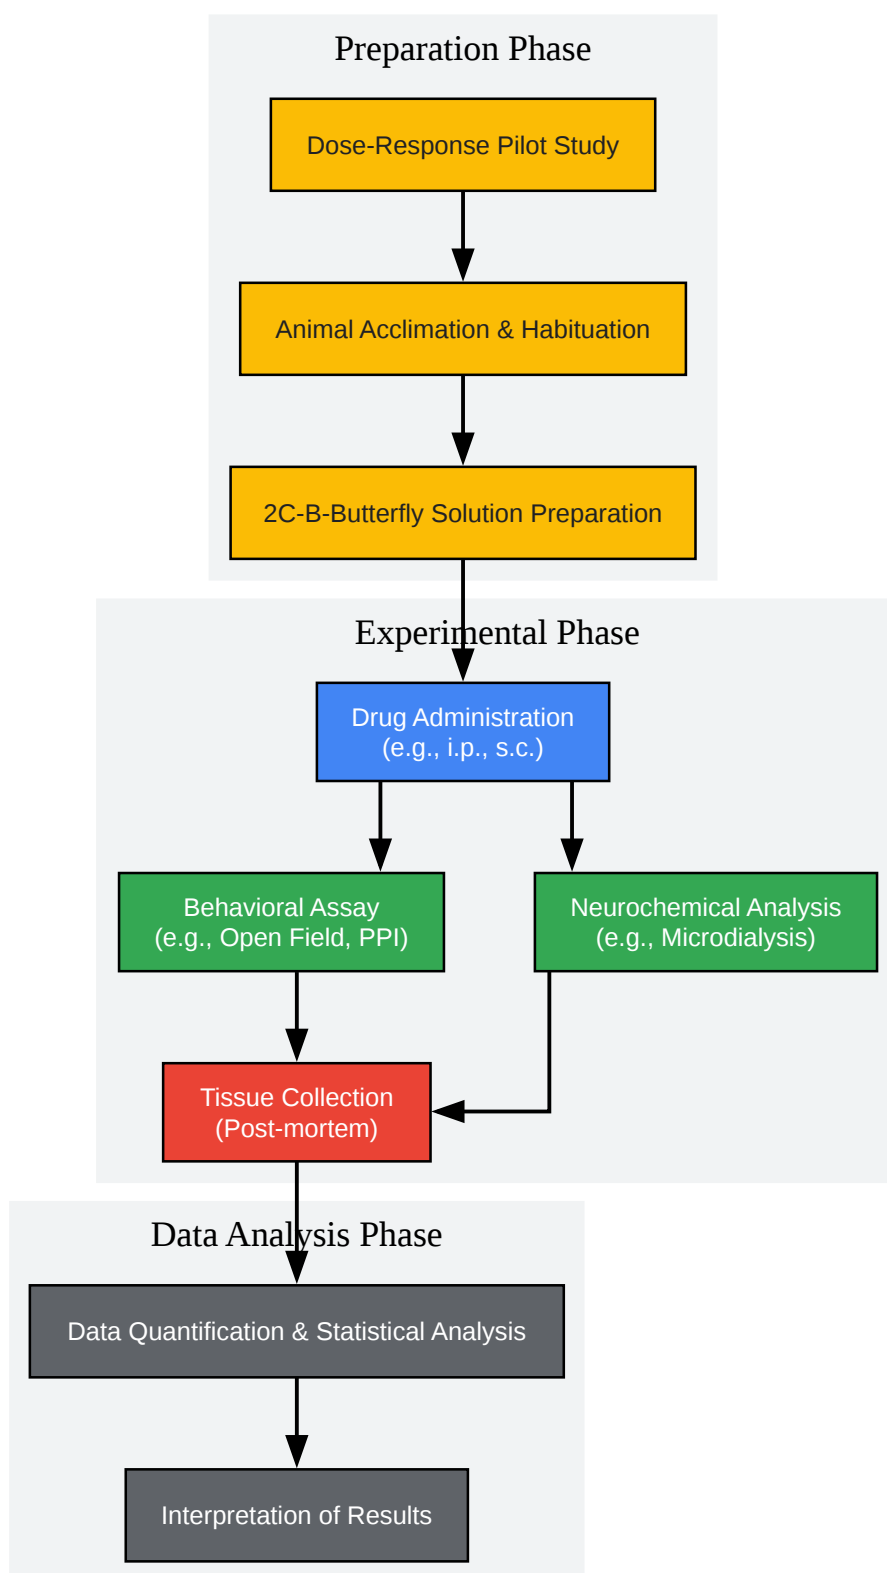 Preparation Phase
Dose-Response Pilot Study
Animal Acclimation & Habituation
2C-B-Butterfly Solution Preparation
Experimental Phase
Drug Administration
(e.g., i.p., s.c.)
Behavioral Assay
(e.g., Open Field, PPI)
Neurochemical Analysis
(e.g., Microdialysis)
Tissue Collection
(Post-mortem)
Data Analysis Phase
Data Quantification & Statistical Analysis
Interpretation of Results